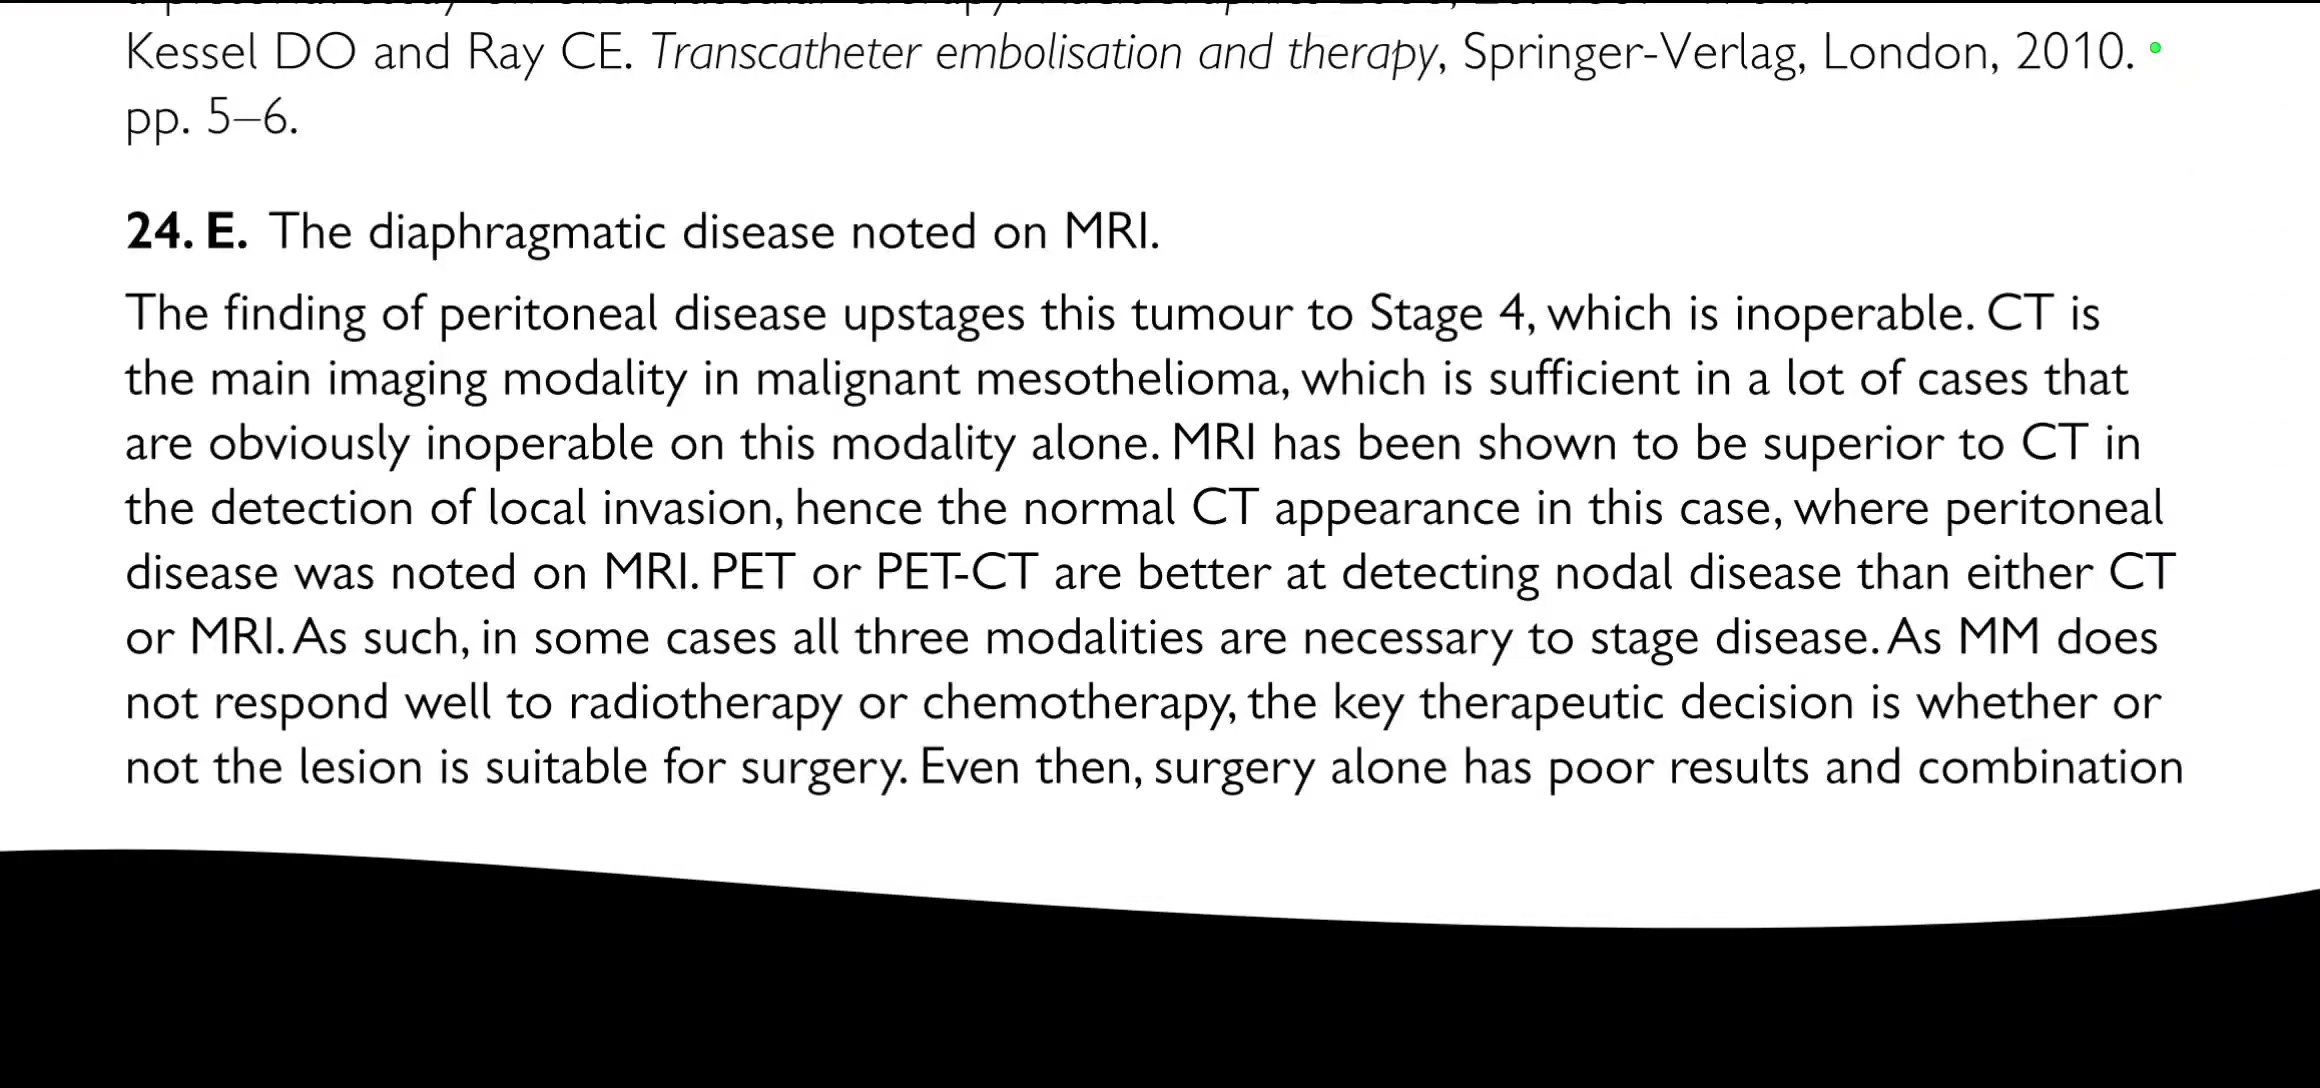 Kessel DO and Ray CE. Transcatheter embolisation and therapy, Springer-Verlag, London, 2010.
pp. 5–6.
24. E. The diaphragmatic disease noted on MRI.
The finding of peritoneal disease upstages this tumour to Stage 4, which is inoperable. CT is
the main imaging modality in malignant mesothelioma, which is sufficient in a lot of cases that
are obviously inoperable on this modality alone. MRI has been shown to be superior to CT in
the detection of local invasion, hence the normal CT appearance in this case, where peritoneal
disease was noted on MRI. PET or PET-CT are better at detecting nodal disease than either CT
or MRI. As such, in some cases all three modalities are necessary to stage disease. As MM does
not respond well to radiotherapy or chemotherapy, the key therapeutic decision is whether or
not the lesion is suitable for surgery. Even then, surgery alone has poor results and combination